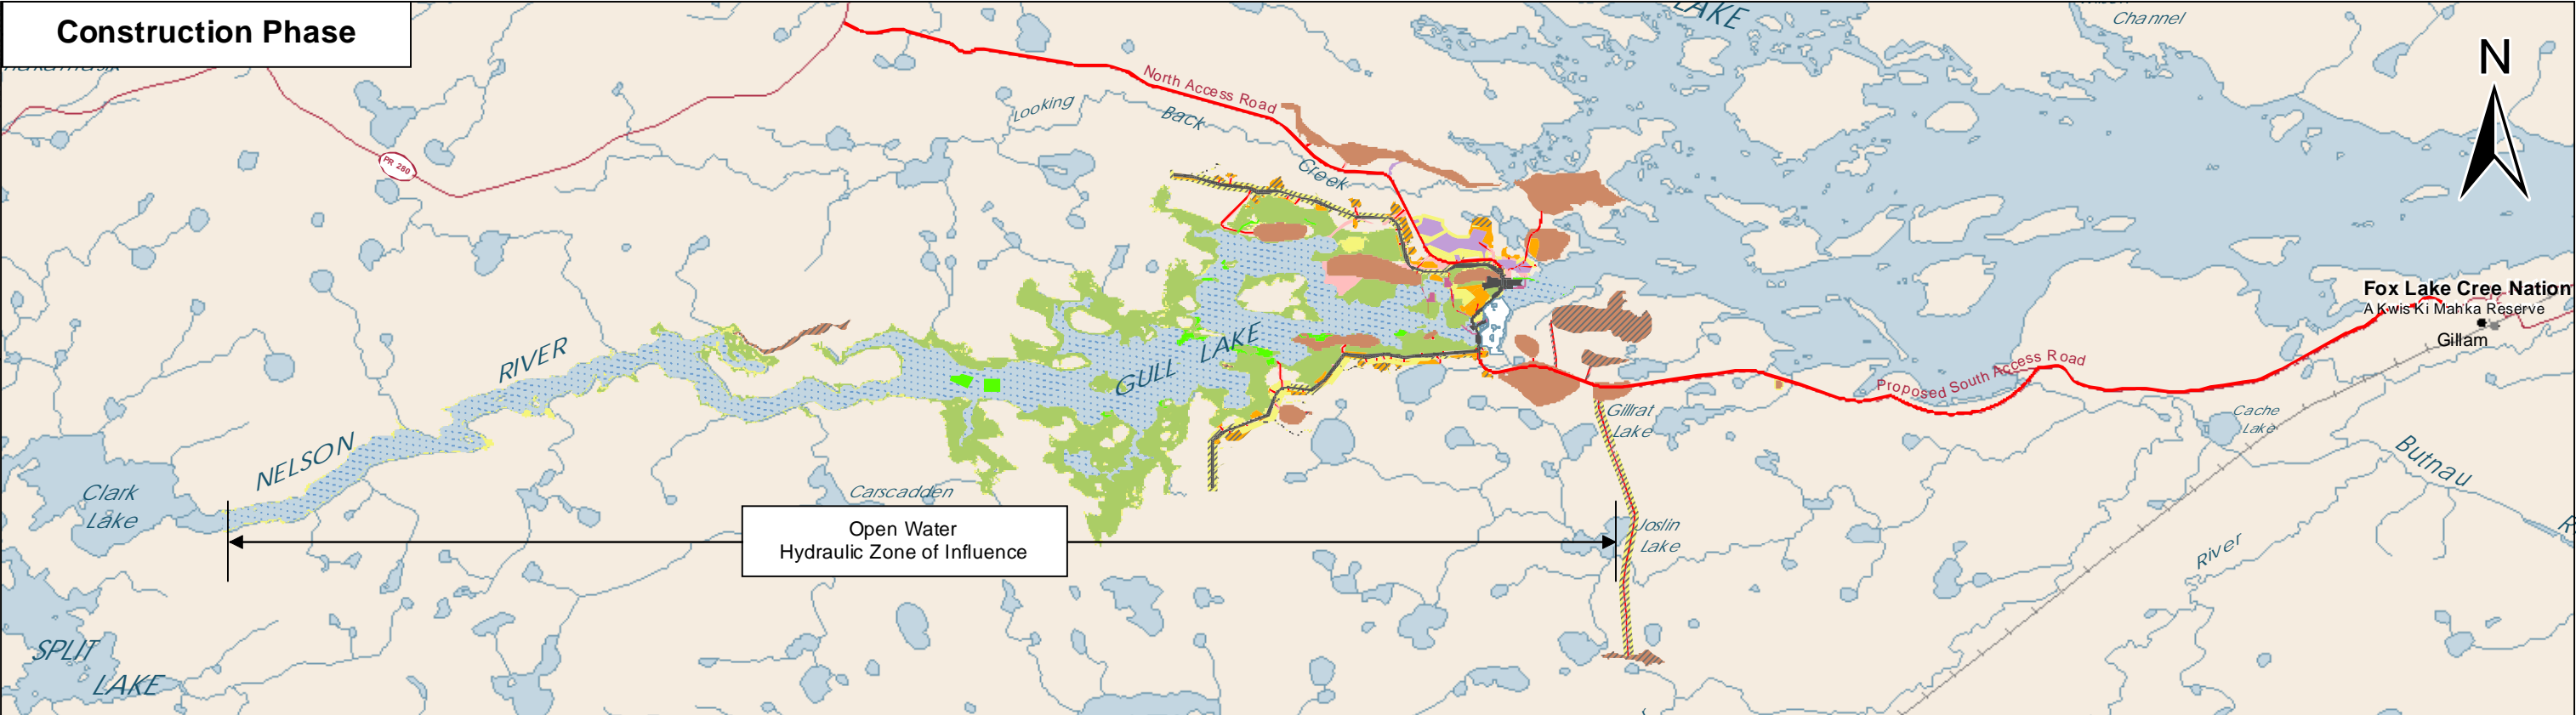 Construction Phase
LAKE
Channel
N
North Access Road
Looking
Back
Creek
PR 280
Fox Lake Cree Nation
A Kwis Ki Mahka Reserve
Gillam
RIVER
GULL LAKE
Proposed South Access Road
NELSON
Gillrat
Lake
Cache
Lake
Butnau
Clark
Lake
Carscadden
Open Water
Hydraulic Zone of Influence
Joslin
Lake
River
SPLIT
LAKE